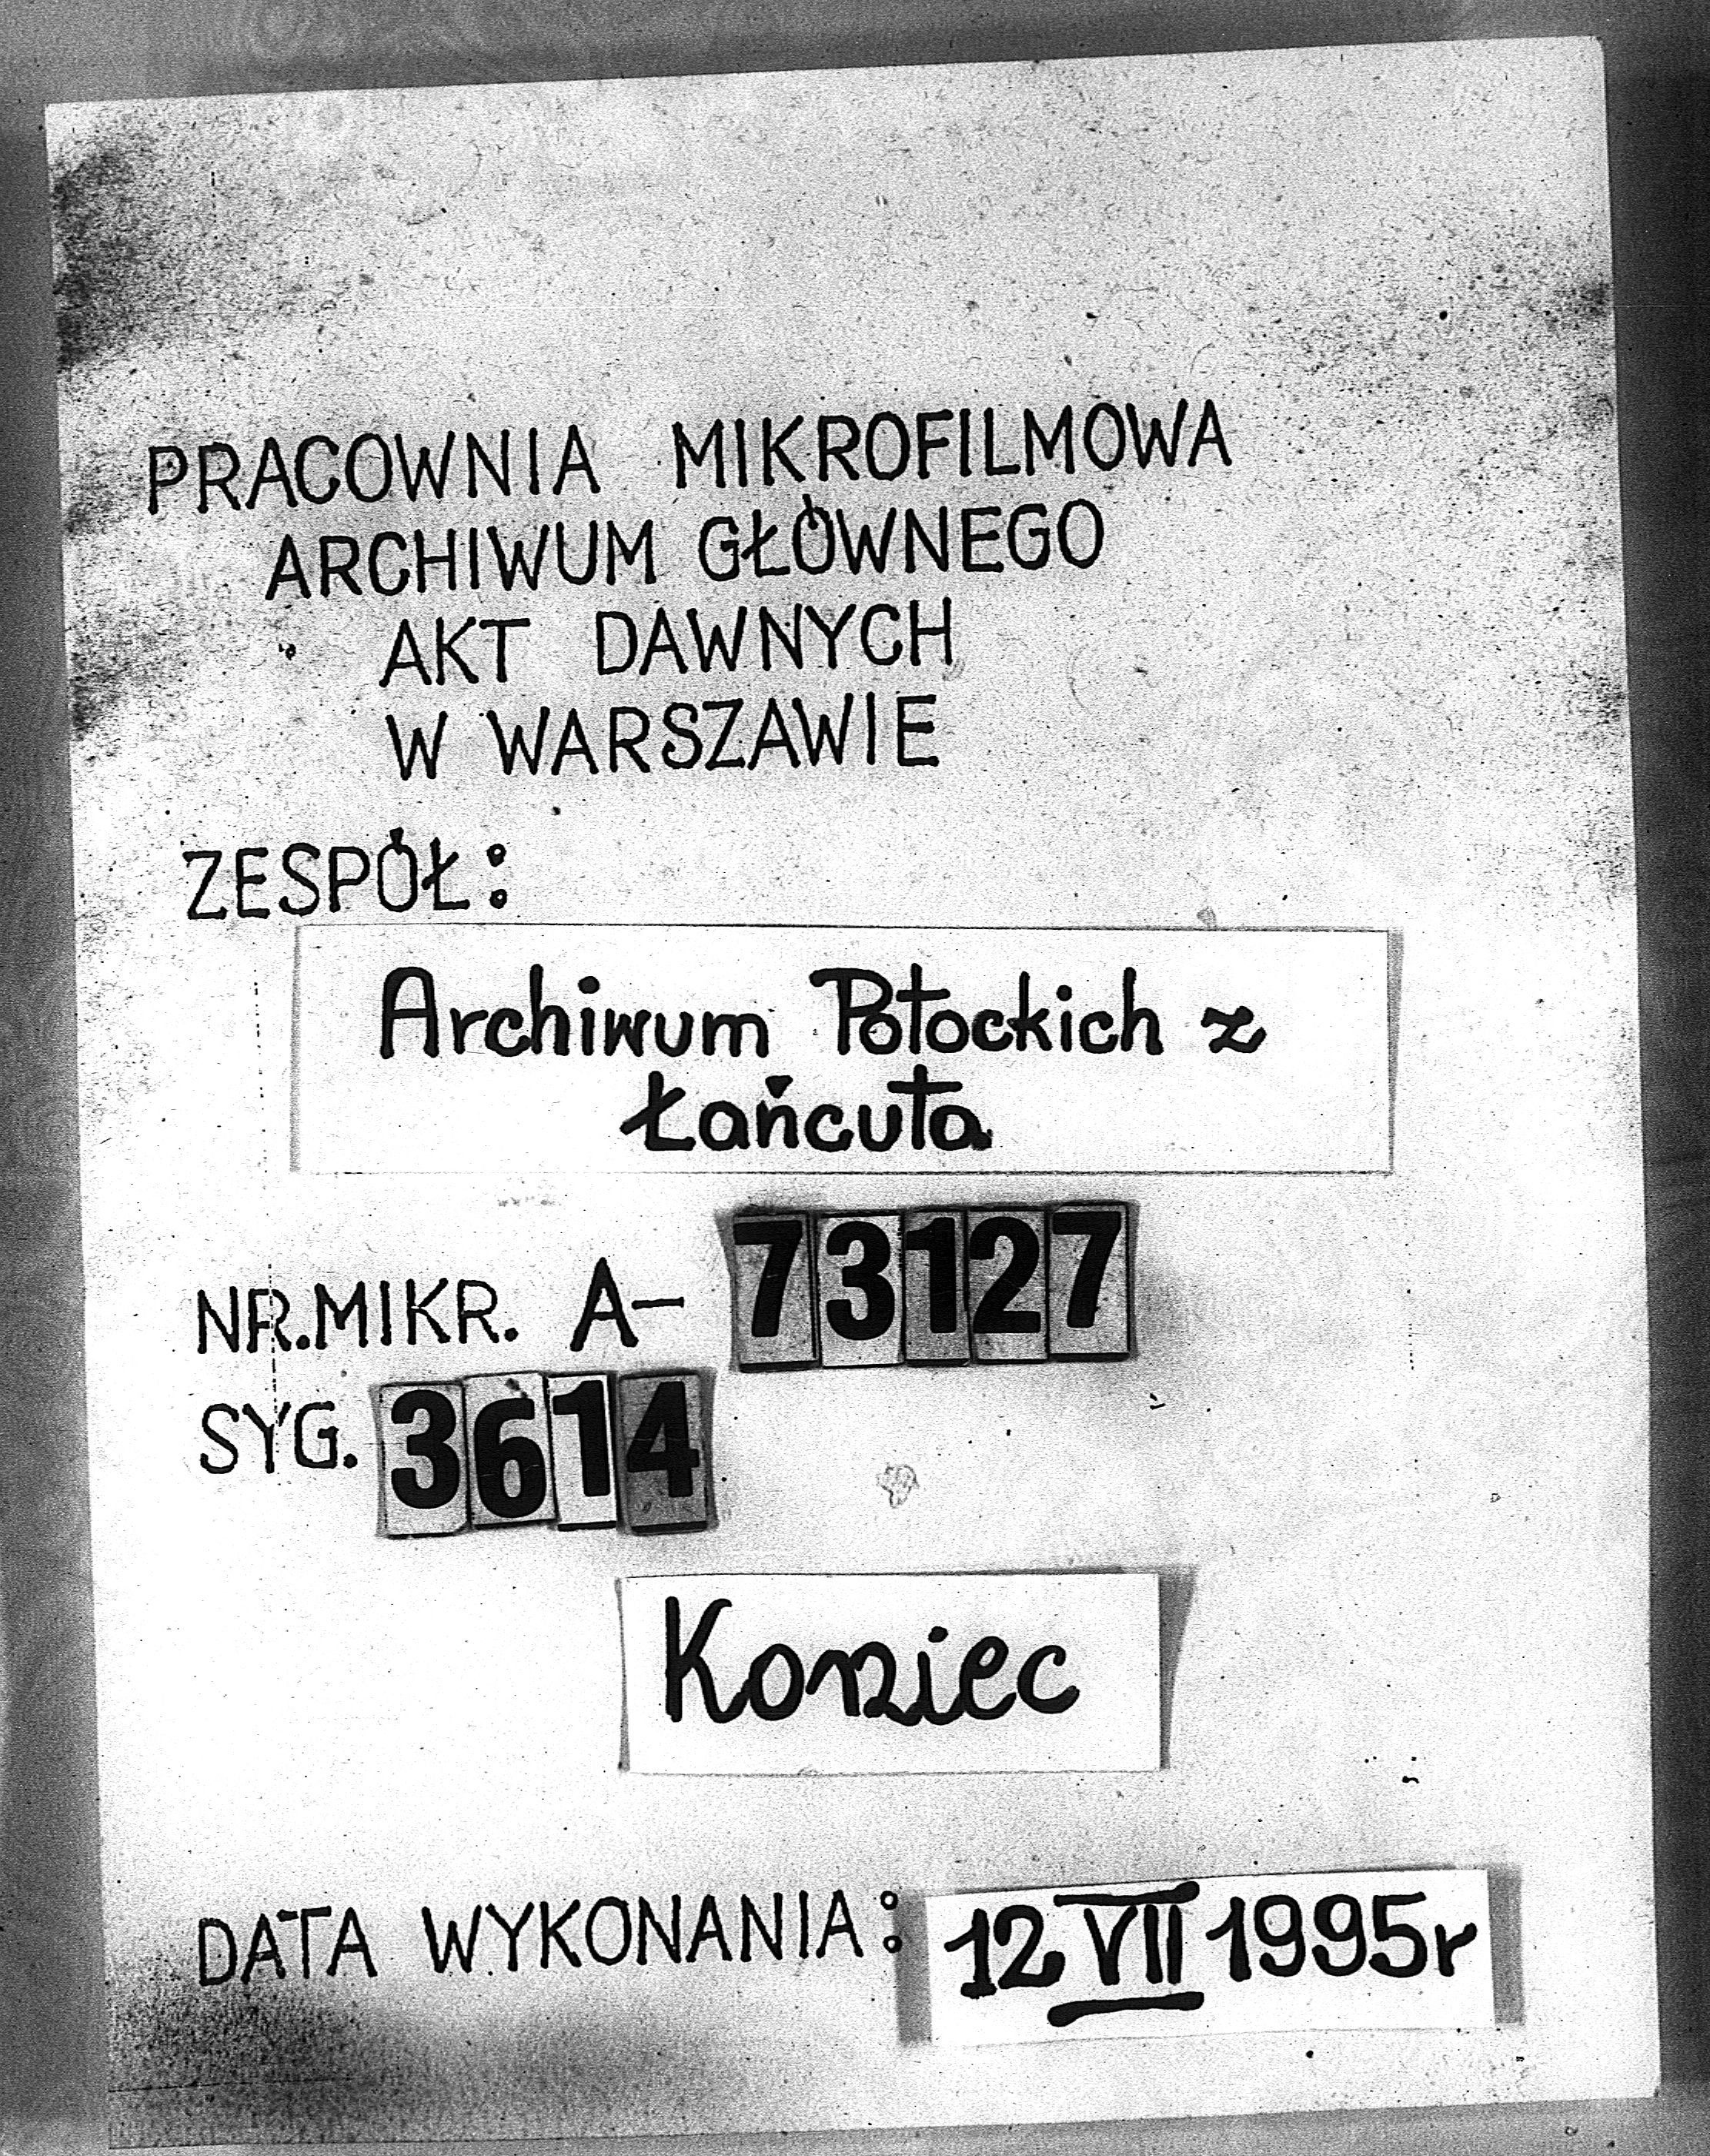 PRACOWNIA MIKROFILMOWA
ARCHIWUM GŁÓWNEGO
AKT DAWNYCH
W WARSZAWIE
ZESPÓŁ:
Archiwum Potockich z
Łańcuta
NR.MIKR. A- 73127
SYG. 3614
Koniec
DATA WYKONANIA: 12 VII 1995r